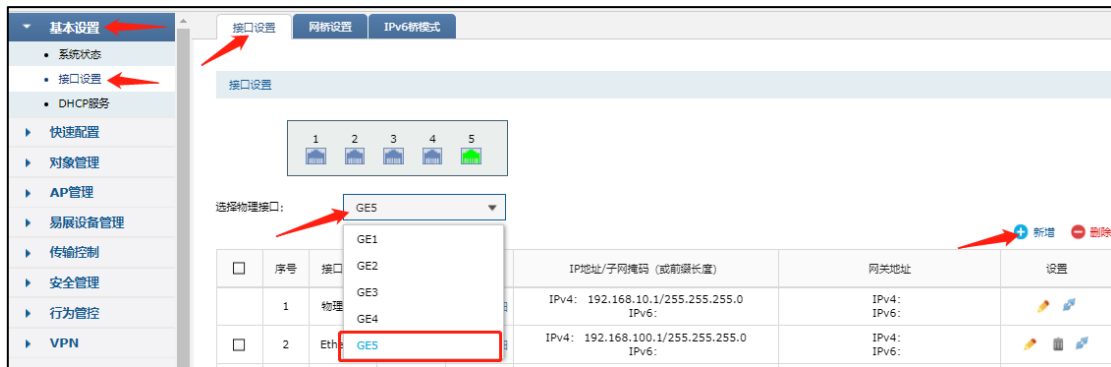 基本设置
系统状态
接口设置
DHCP服务
快速配置
对象管理
AP管理
易展设备管理
传输控制
安全管理
行为管控
VPN
接口设置 网桥设置 IPv6桥模式
接口设置
1 2 3 4 5
选择物理接口： GE5
GE1
GE2
GE3
GE4
GE5
新增 删除
序号 接口 IP地址/子网掩码（或前缀长度） 网关地址 设置
1 物理 IPv4: 192.168.10.1/255.255.255.0 IPv4:
IPv6: IPv6:
2 Ethe IPv4: 192.168.100.1/255.255.255.0 IPv4:
IPv6: IPv6: